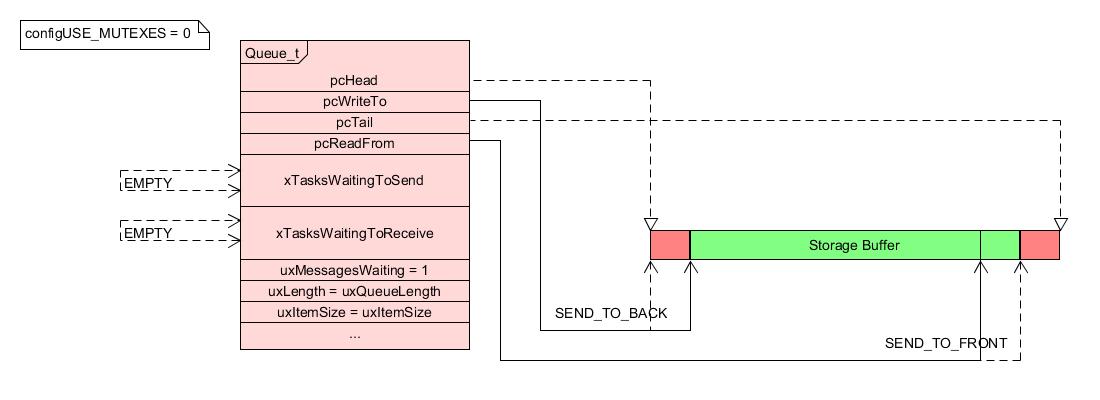 configUSE_MUTEXES = 0
Queue_t
pcHead
pcWriteTo
pcTail
pcReadFrom
xTasksWaitingToSend
EMPTY
xTasksWaitingToReceive
EMPTY
uxMessagesWaiting = 1
uxLength = uxQueueLength
uxItemSize = uxItemSize
...
Storage Buffer
SEND_TO_BACK
SEND_TO_FRONT